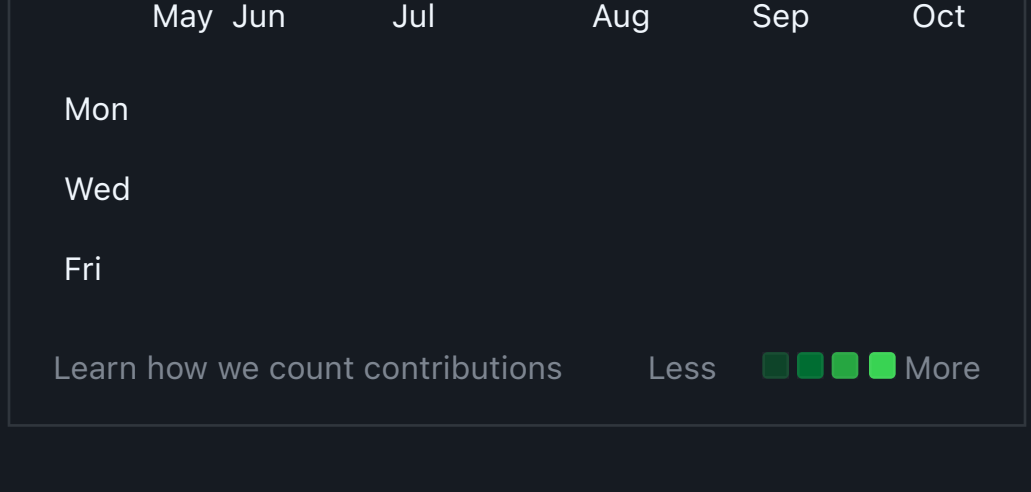 May Jun Jul Aug Sep Oct
Mon
Wed
Fri
Learn how we count contributions Less More